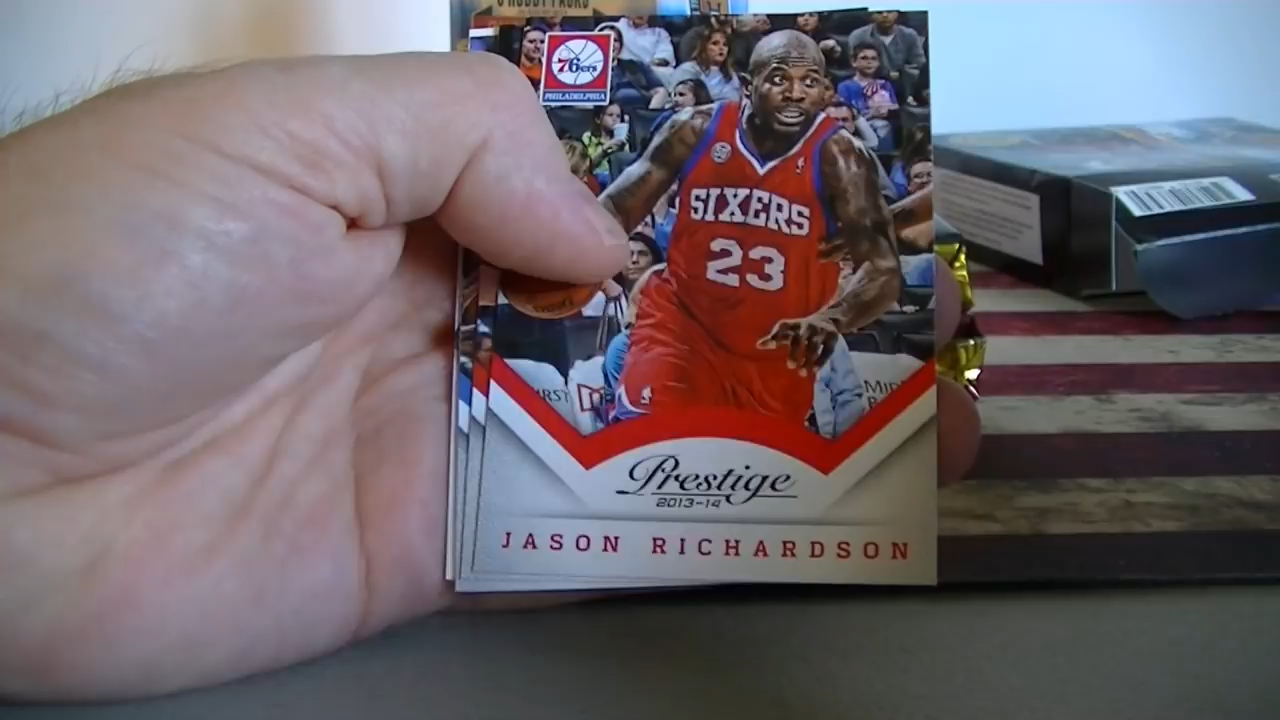 76ers
PHILADELPHIA
SIXERS
23
Prestige
2013-14
JASON RICHARDSON